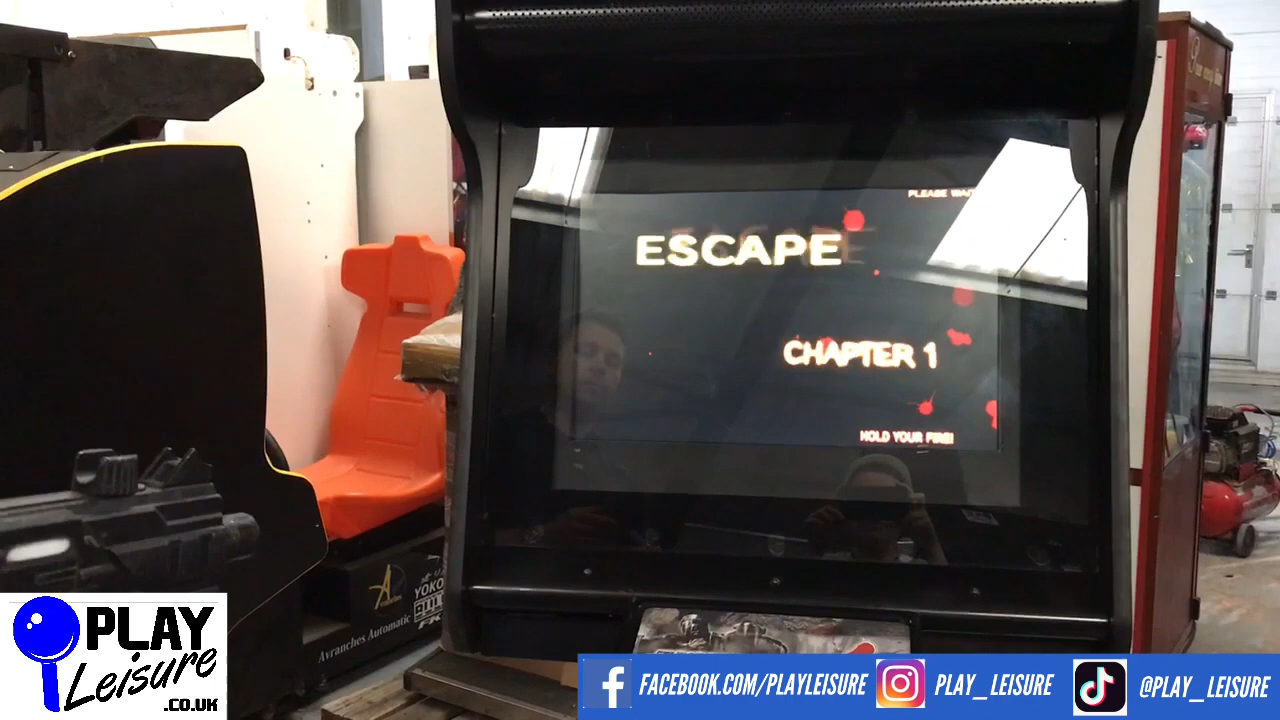 PLEASE WAIT
ESCAPE
CHAPTER 1
HOLD YOUR FIRE!
Avranches Automatic
YOKO
PLAY
Leisure
.CO.UK
FACEBOOK.COM/PLAYLEISURE
PLAY_LEISURE
@PLAY_LEISURE